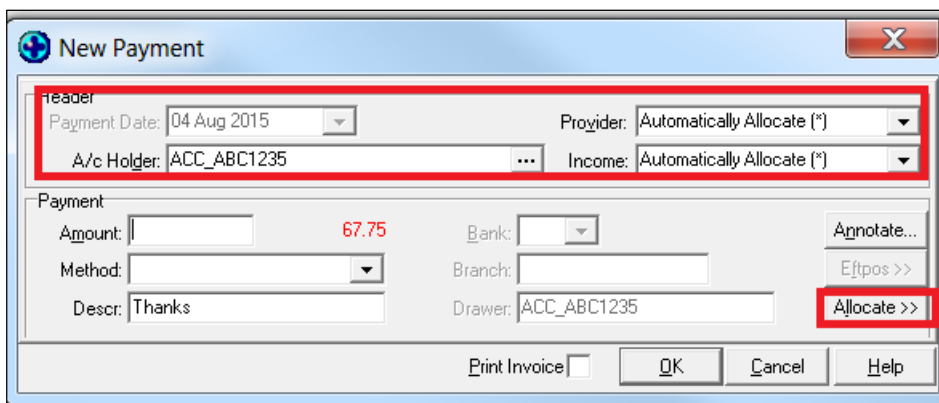 New Payment
X
Header
Payment Date: 04 Aug 2015 Provider: Automatically Allocate (*)
A/c Holder: ACC_ABC1235 ... Income: Automatically Allocate (*)
Payment
Amount: 67.75 Bank: Annotate...
Method: Branch: Eftpos >>
Descr: Thanks Drawer: ACC_ABC1235 Allocate >>
Print Invoice OK Cancel Help